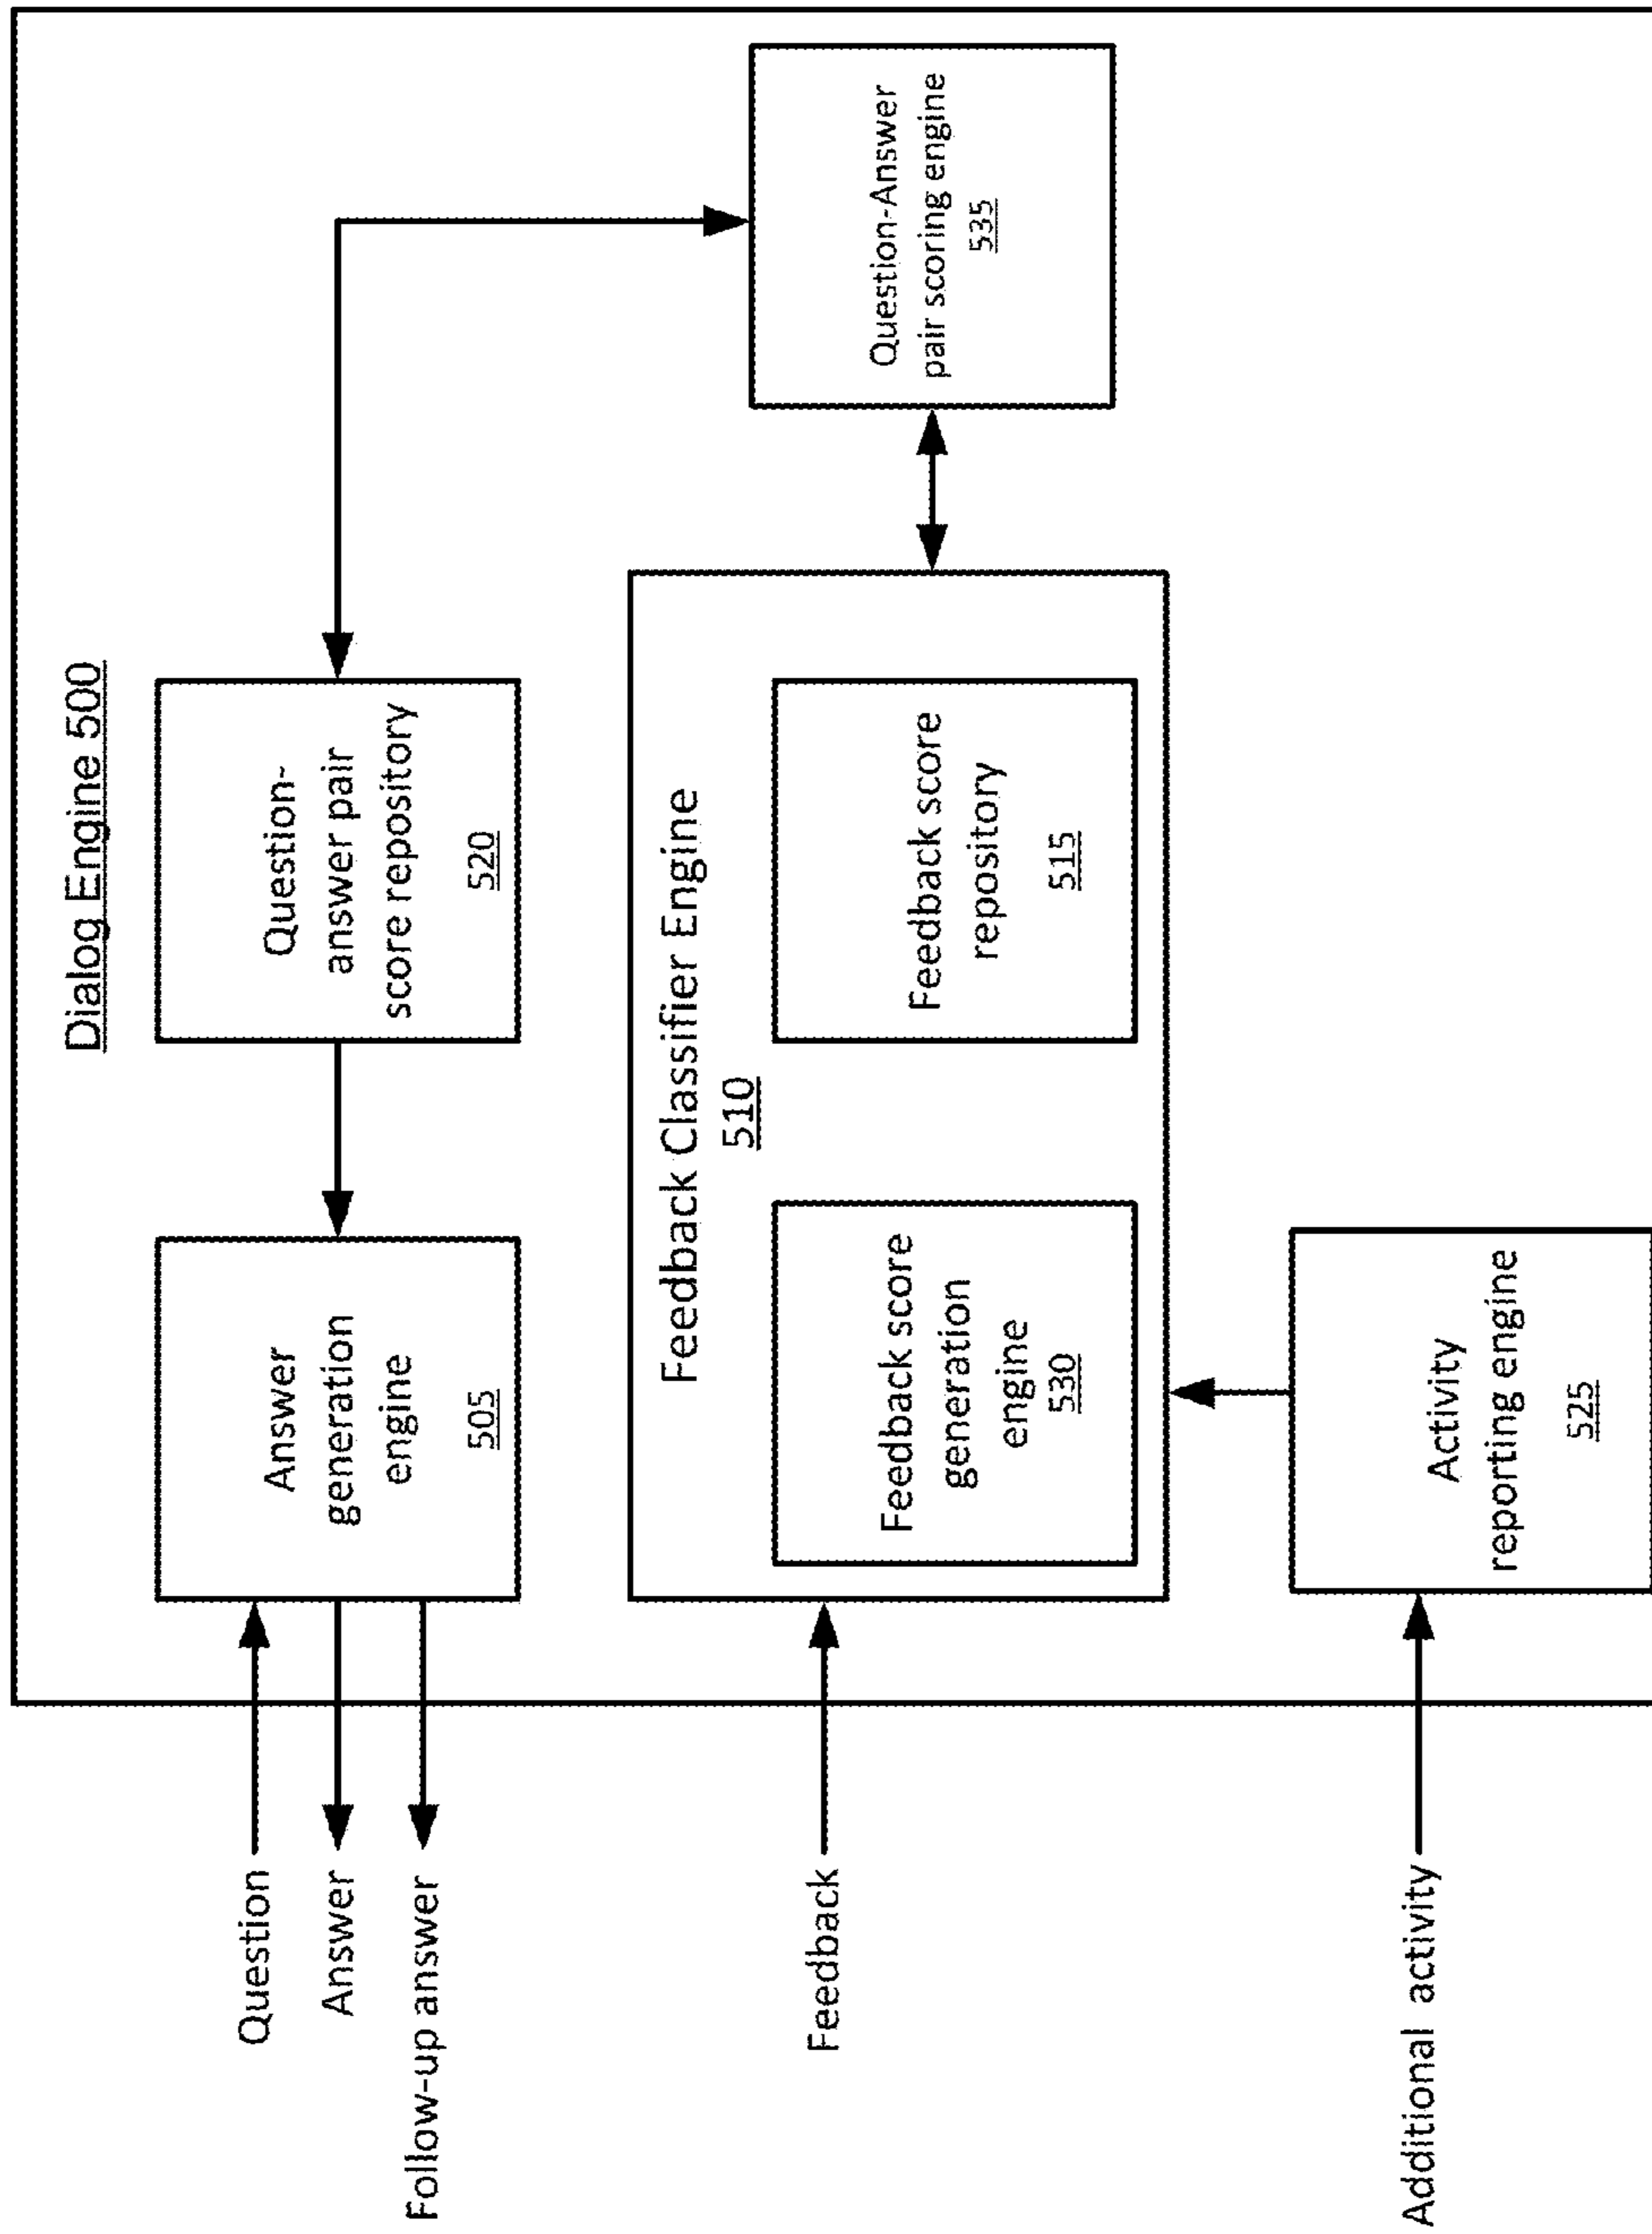 Dialog Engine 500
Question
Answer
Follow-up answer
Answer
generation
engine
505
Question-
answer pair
score repository
520
Feedback
Feedback Classifier Engine
510
Feedback score
generation
engine
530
Feedback score
repository
515
Question-Answer
pair scoring engine
535
Additional activity
Activity
reporting engine
525